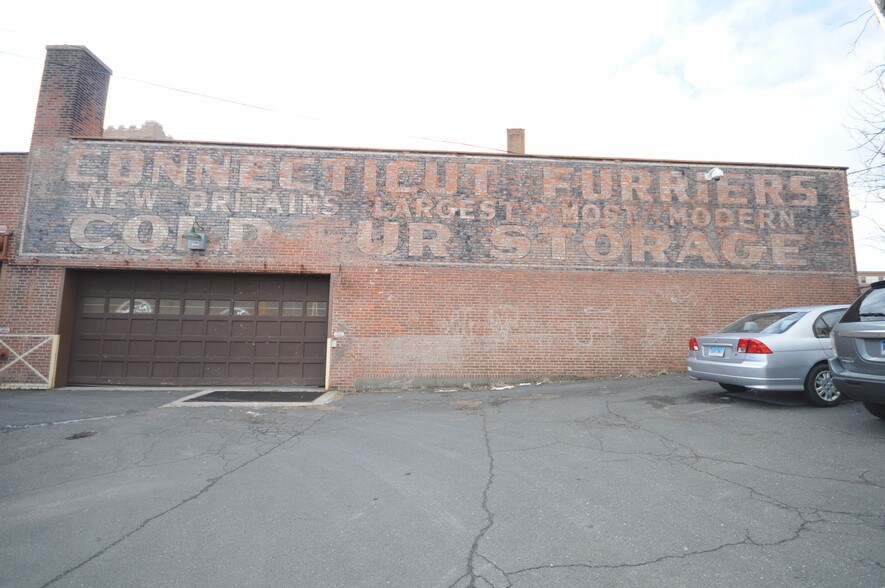 CONNECTICUT FURRIERS
NEW BRITAINS LARGEST & MOST MODERN
COLD FUR STORAGE